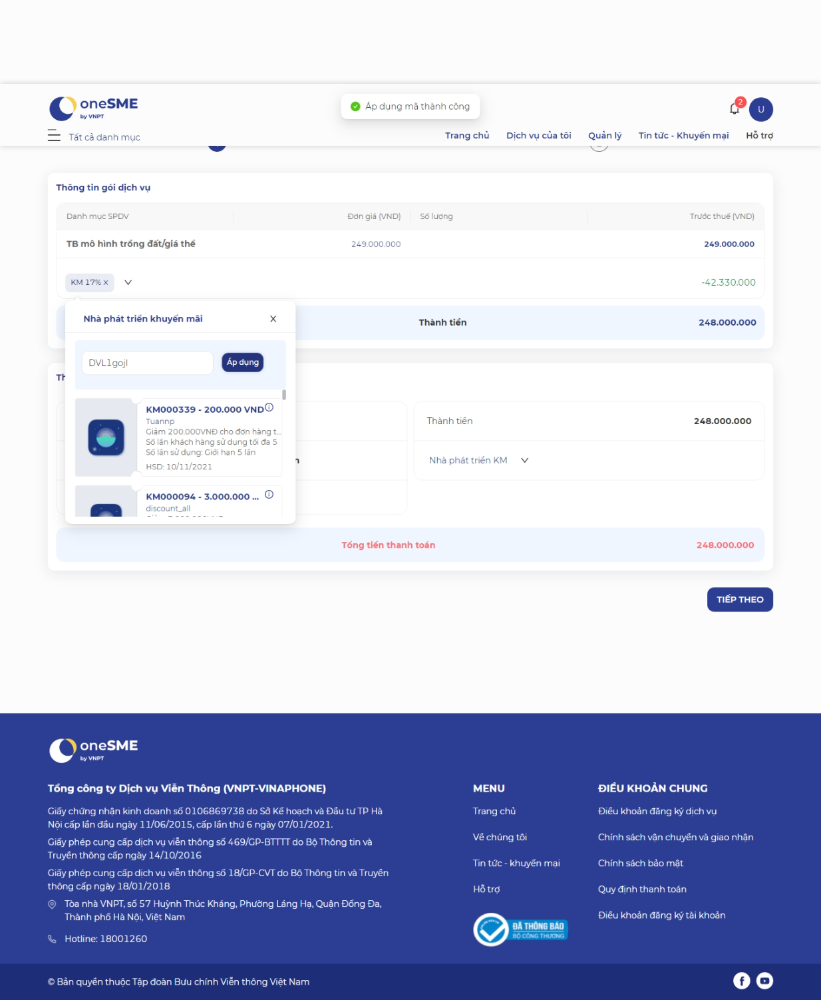 oneSME
by VNPT
Áp dụng mã thành công
2
U
Tất cả danh mục
Trang chủ
Dịch vụ của tôi
Quản lý
Tin tức - Khuyến mại
Hỗ trợ
Thông tin gói dịch vụ
Danh mục SPDV
Đơn giá (VND)
Số lượng
Trước thuế (VND)
TB mô hình trồng đất/giá thể
249.000.000
249.000.000
KM 17% X
-42.330.000
Nhà phát triển khuyến mãi
X
Thành tiền
248.000.000
DVL1gojl
Áp dụng
Th
KM000339 - 200.000 VND
Tuannp
Giảm 200.000VNĐ cho đơn hàng t...
Số lần khách hàng sử dụng tối đa 5
Số lần sử dụng: Giới hạn 5 lần
HSD: 10/11/2021
Thành tiền
248.000.000
n
Nhà phát triển KM
KM000094 - 3.000.000 ...
discount_all
Tổng tiền thanh toán
248.000.000
TIẾP THEO
oneSME
by VNPT
Tổng công ty Dịch vụ Viễn Thông (VNPT-VINAPHONE)
Giấy chứng nhận kinh doanh số 0106869738 do Sở Kế hoạch và Đầu tư TP Hà
Nội cấp lần đầu ngày 11/06/2015, cấp lần thứ 6 ngày 07/01/2021.
Giấy phép cung cấp dịch vụ viễn thông số 469/GP-BTTTT do Bộ Thông tin và
Truyền thông cấp ngày 14/10/2016
Giấy phép cung cấp dịch vụ viễn thông số 18/GP-CVT do Bộ Thông tin và Truyền
thông cấp ngày 18/01/2018
Tòa nhà VNPT, số 57 Huỳnh Thúc Kháng, Phường Láng Hạ, Quận Đống Đa,
Thành phố Hà Nội, Việt Nam
Hotline: 18001260
MENU
Trang chủ
Về chúng tôi
Tin tức - khuyến mại
Hỗ trợ
ĐÃ THÔNG BÁO
BỘ CÔNG THƯƠNG
ĐIỀU KHOẢN CHUNG
Điều khoản đăng ký dịch vụ
Chính sách vận chuyển và giao nhận
Chính sách bảo mật
Quy định thanh toán
Điều khoản đăng ký tài khoản
© Bản quyền thuộc Tập đoàn Bưu chính Viễn thông Việt Nam